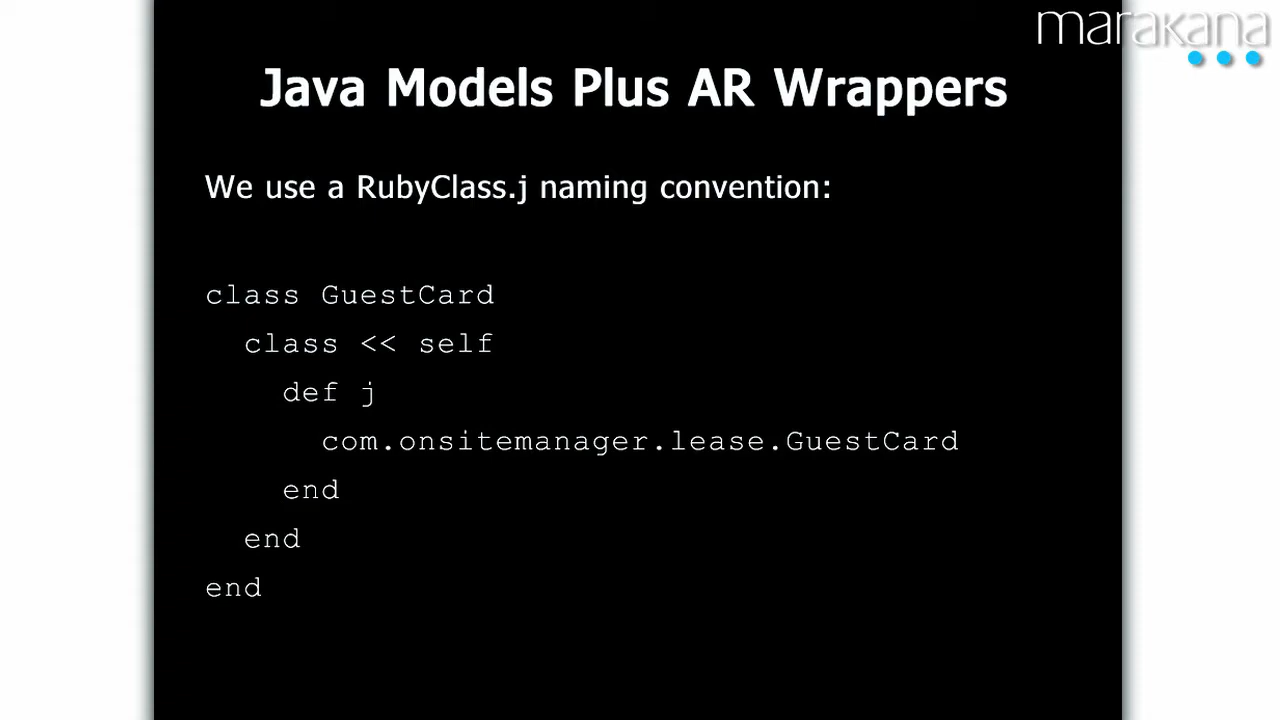 marakana
Java Models Plus AR Wrappers
We use a RubyClass.j naming convention:
class GuestCard
  class << self
    def j
      com.onsitemanager.lease.GuestCard
    end
  end
end